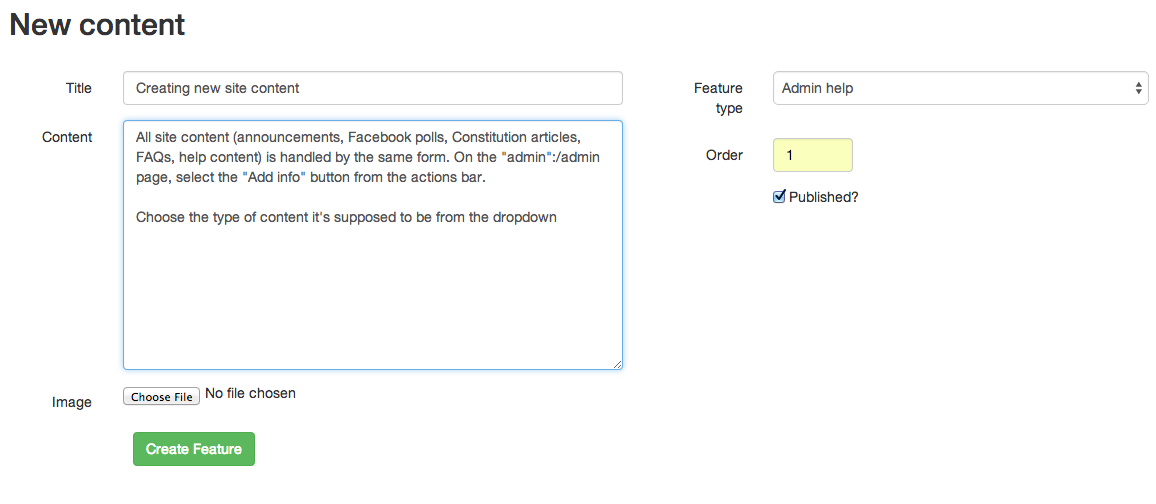 New content
Title
Creating new site content
Feature type
Admin help
Content
All site content (announcements, Facebook polls, Constitution articles,
FAQs, help content) is handled by the same form. On the "admin":/admin
page, select the "Add info" button from the actions bar.
Choose the type of content it's supposed to be from the dropdown
Order
1
Published?
Image
Choose File
No file chosen
Create Feature